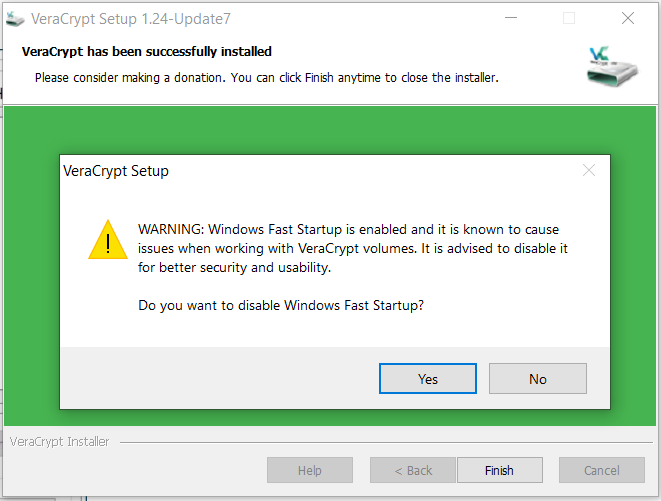 VeraCrypt Setup 1.24-Update7
VeraCrypt has been successfully installed
Please consider making a donation. You can click Finish anytime to close the installer.
VeraCrypt Setup
WARNING: Windows Fast Startup is enabled and it is known to cause
issues when working with VeraCrypt volumes. It is advised to disable it
for better security and usability.
Do you want to disable Windows Fast Startup?
Yes
No
VeraCrypt Installer
Help
< Back
Finish
Cancel